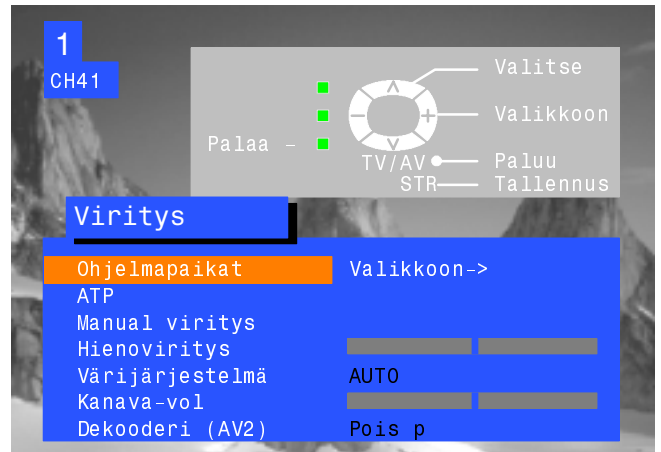 1
CH41
Valitse
Valikkoon
Palaa -
TV/AV Paluu
STR Tallennus
Viritys
Ohjelmapaikat Valikkoon->
ATP
Manual viritys
Hienoviritys
Värijärjestelmä AUTO
Kanava-vol
Dekooderi (AV2) Pois p